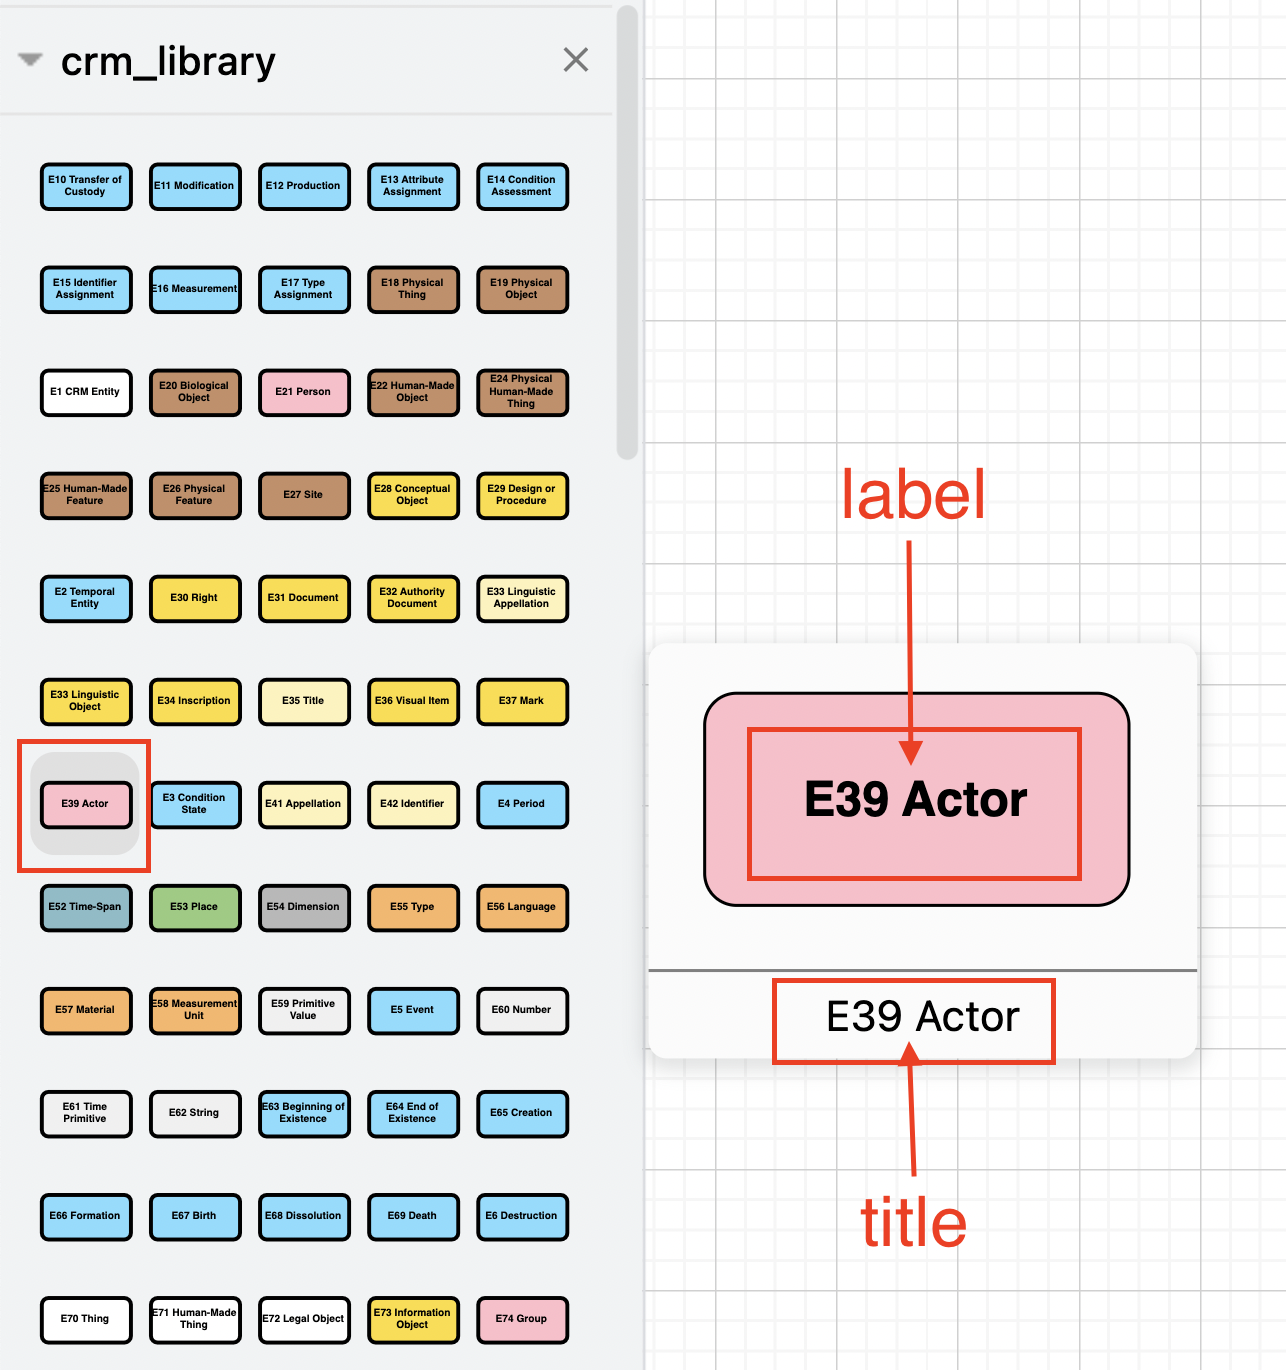 crm_library
E10 Transfer of
Custody
E11 Modification
E12 Production
E13 Attribute
Assignment
E14 Condition
Assessment
E15 Identifier
Assignment
E16 Measurement
E17 Type
Assignment
E18 Physical
Thing
E19 Physical
Object
E1 CRM Entity
E20 Biological
Object
E21 Person
E22 Human-Made
Object
E24 Physical
Human-Made
Thing
E25 Human-Made
Feature
E26 Physical
Feature
E27 Site
E28 Conceptual
Object
E29 Design or
Procedure
E2 Temporal
Entity
E30 Right
E31 Document
E32 Authority
Document
E33 Linguistic
Appellation
E33 Linguistic
Object
E34 Inscription
E35 Title
E36 Visual Item
E37 Mark
E39 Actor
E3 Condition
State
E41 Appellation
E42 Identifier
E4 Period
E52 Time-Span
E53 Place
E54 Dimension
E55 Type
E56 Language
E57 Material
E58 Measurement
Unit
E59 Primitive
Value
E5 Event
E60 Number
E61 Time
Primitive
E62 String
E63 Beginning of
Existence
E64 End of
Existence
E65 Creation
E66 Formation
E67 Birth
E68 Dissolution
E69 Death
E6 Destruction
E70 Thing
E71 Human-Made
Thing
E72 Legal Object
E73 Information
Object
E74 Group
label
E39 Actor
E39 Actor
title